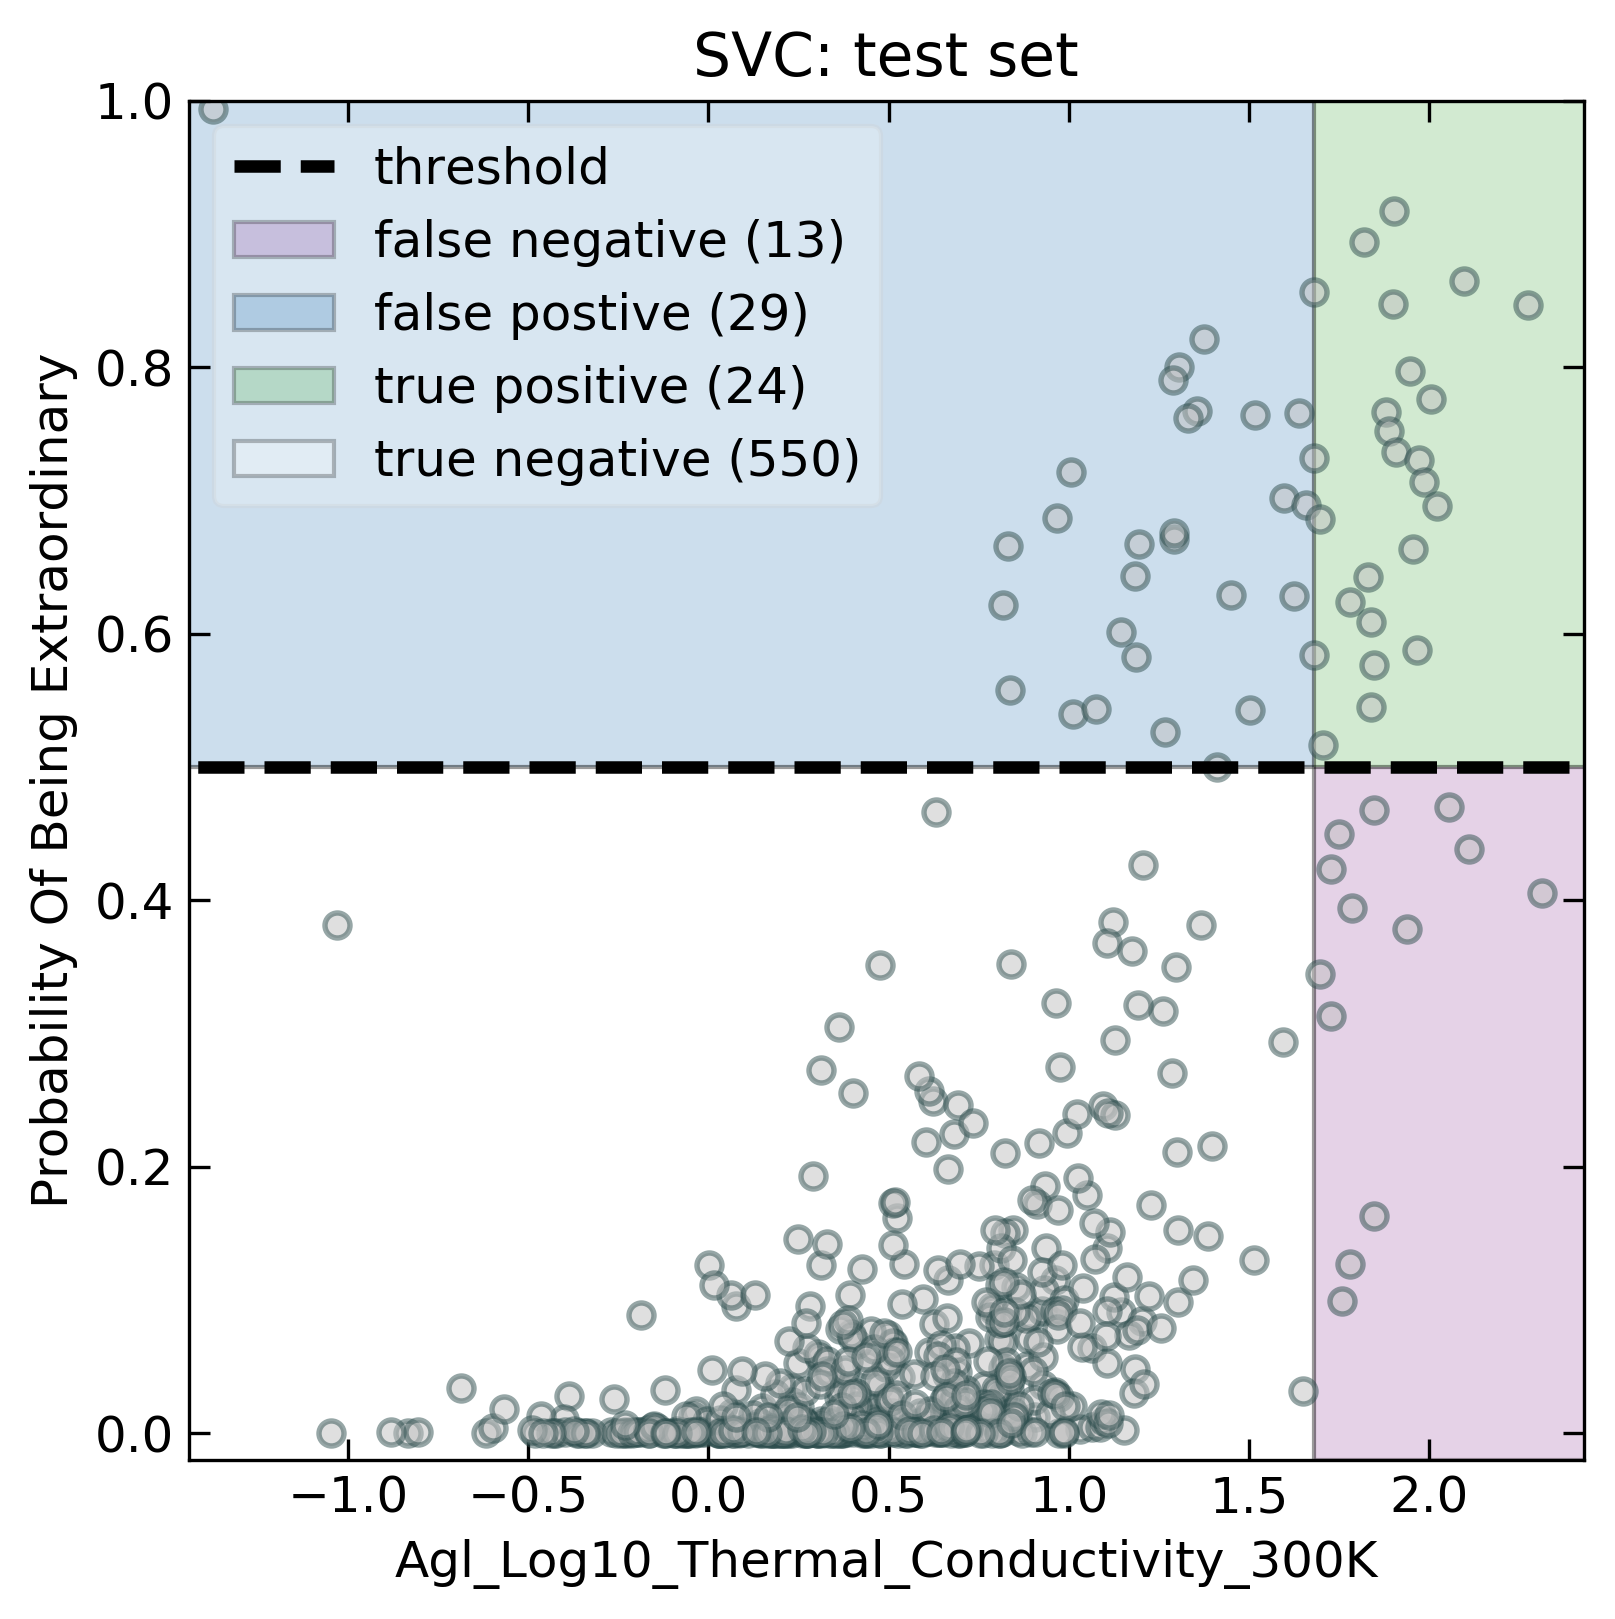 SVC: test set
1.0
0.8
0.6
0.4
0.2
0.0
Probability Of Being Extraordinary
threshold
false negative (13)
false postive (29)
true positive (24)
true negative (550)
−1.0 −0.5 0.0 0.5 1.0 1.5 2.0
Agl_Log10_Thermal_Conductivity_300K